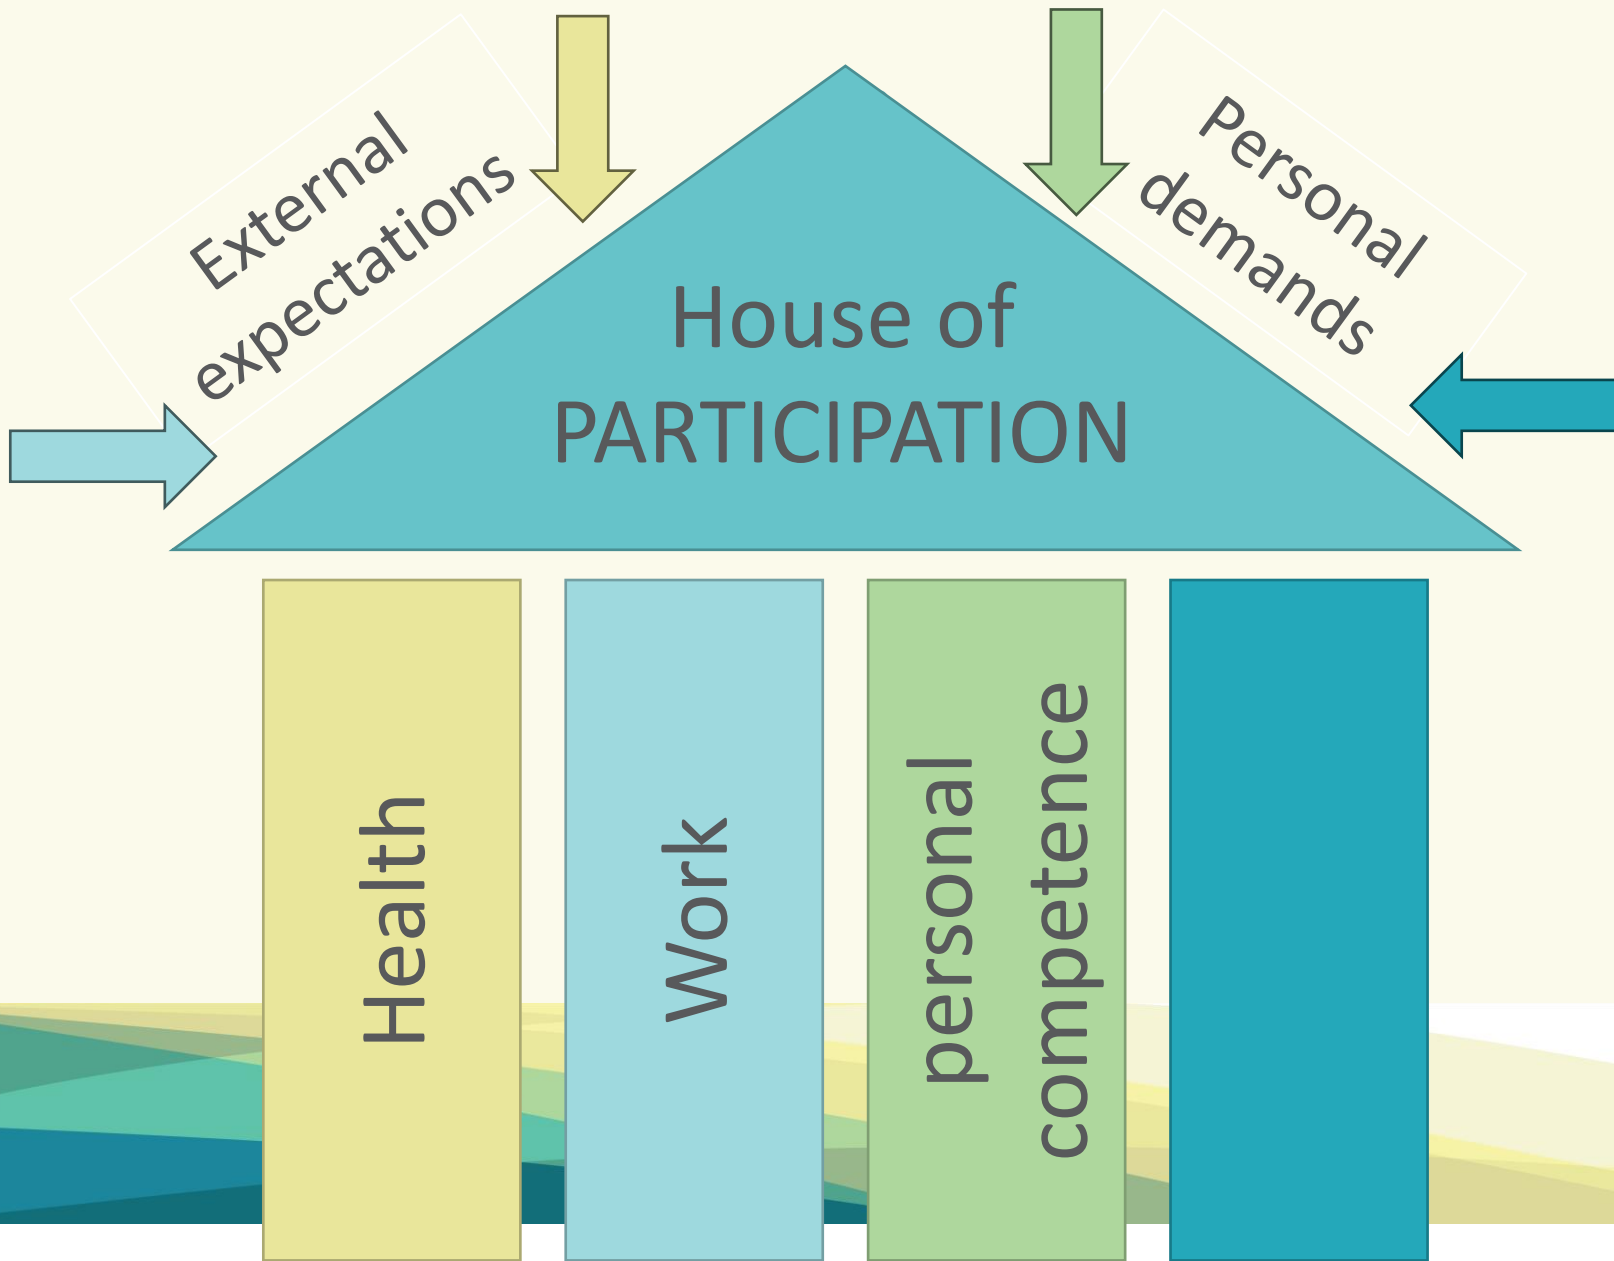 External
expectations
Personal
demands
House of
PARTICIPATION
Health
Work
personal
competence